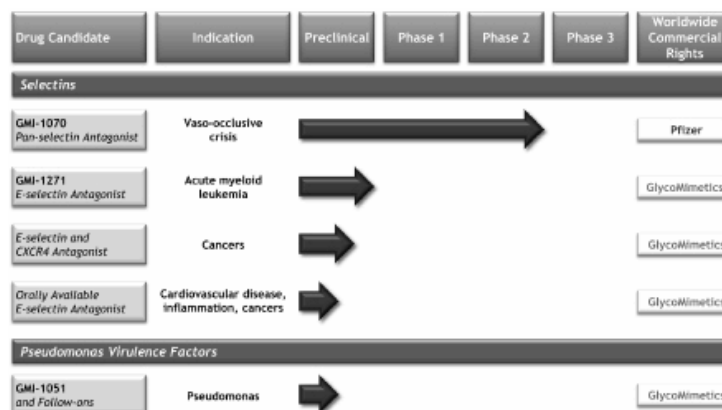 Drug Candidate Indication Preclinical Phase 1 Phase 2 Phase 3 Worldwide
Commercial
Rights
Selectins
GMI-1070
Pan-selectin Antagonist
Vaso-occlusive
crisis
Pfizer
GMI-1271
E-selectin Antagonist
Acute myeloid
leukemia
GlycoMimetics
E-selectin and
CXCR4 Antagonist
Cancers
GlycoMimetics
Orally Available
E-selectin Antagonist
Cardiovascular disease,
inflammation, cancers
GlycoMimetics
Pseudomonas Virulence Factors
GMI-1051
and Follow-ons
Pseudomonas
GlycoMimetics